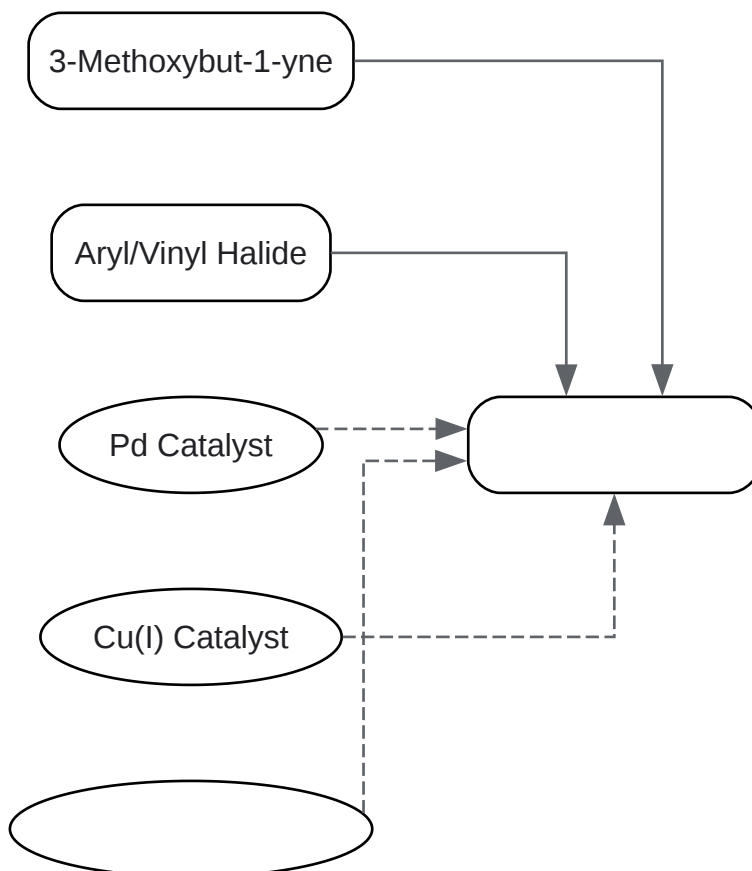 3-Methoxybut-1-yne
Aryl/Vinyl Halide
Pd Catalyst
Cu(I) Catalyst